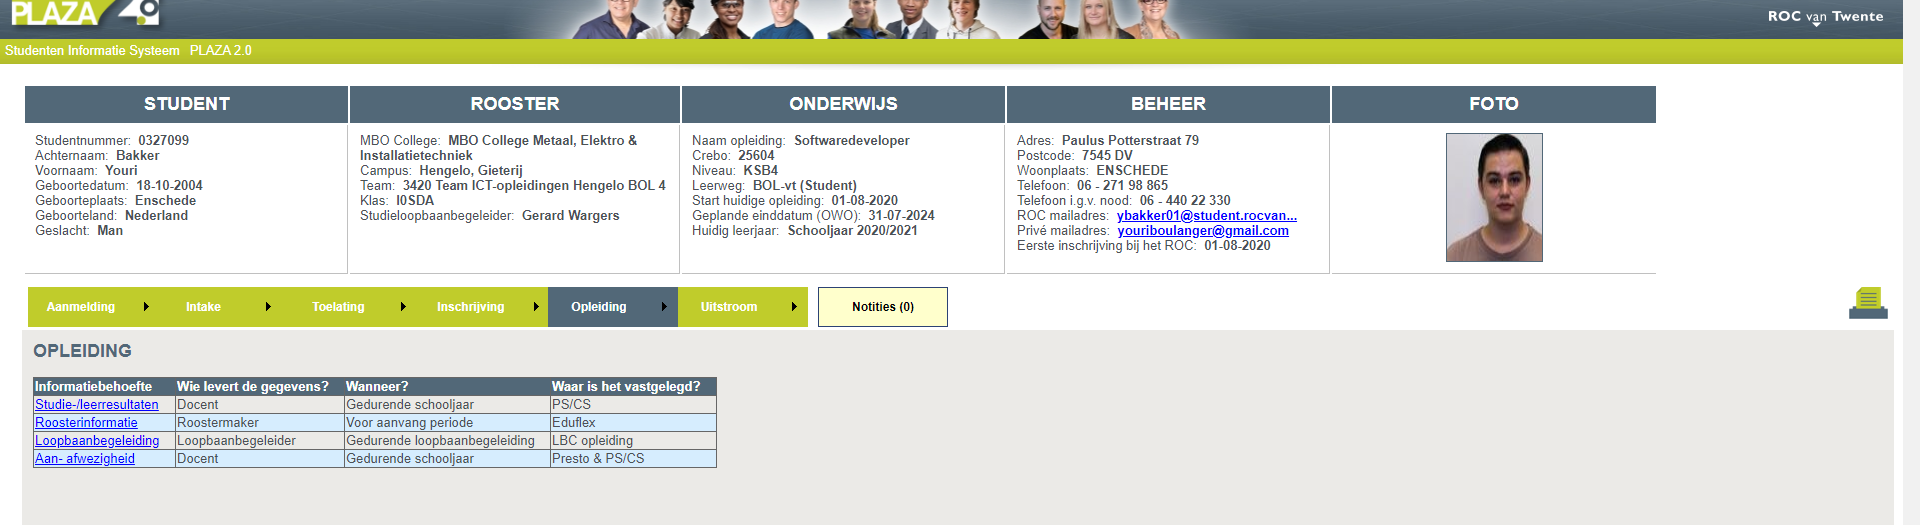 PLAZA 2.0
ROC van Twente
Studenten Informatie Systeem PLAZA 2.0
STUDENT
Studentnummer: 0327099
Achternaam: Bakker
Voornaam: Youri
Geboortedatum: 18-10-2004
Geboorteplaats: Enschede
Geboorteland: Nederland
Geslacht: Man
ROOSTER
MBO College: MBO College Metaal, Elektro &
Installatietechniek
Campus: Hengelo, Gieterij
Team: 3420 Team ICT-opleidingen Hengelo BOL 4
Klas: I0SDA
Studieloopbaanbegeleider: Gerard Wargers
ONDERWIJS
Naam opleiding: Softwaredeveloper
Crebo: 25604
Niveau: KSB4
Leerweg: BOL-vt (Student)
Start huidige opleiding: 01-08-2020
Geplande einddatum (OWO): 31-07-2024
Huidig leerjaar: Schooljaar 2020/2021
BEHEER
Adres: Paulus Potterstraat 79
Postcode: 7545 DV
Woonplaats: ENSCHEDE
Telefoon: 06 - 271 98 865
Telefoon i.g.v. nood: 06 - 440 22 330
ROC mailadres: ybakker01@student.rocvan...
Privé mailadres: youriboulanger@gmail.com
Eerste inschrijving bij het ROC: 01-08-2020
FOTO
Aanmelding Intake Toelating Inschrijving Opleiding Uitstroom Notities (0)
OPLEIDING
Informatiebehoefte Wie levert de gegevens? Wanneer? Waar is het vastgelegd?
Studie-/leerresultaten Docent Gedurende schooljaar PS/CS
Roosterinformatie Roostermaker Voor aanvang periode Eduflex
Loopbaanbegeleiding Loopbaanbegeleider Gedurende loopbaanbegeleiding LBC opleiding
Aan- afwezigheid Docent Gedurende schooljaar Presto & PS/CS